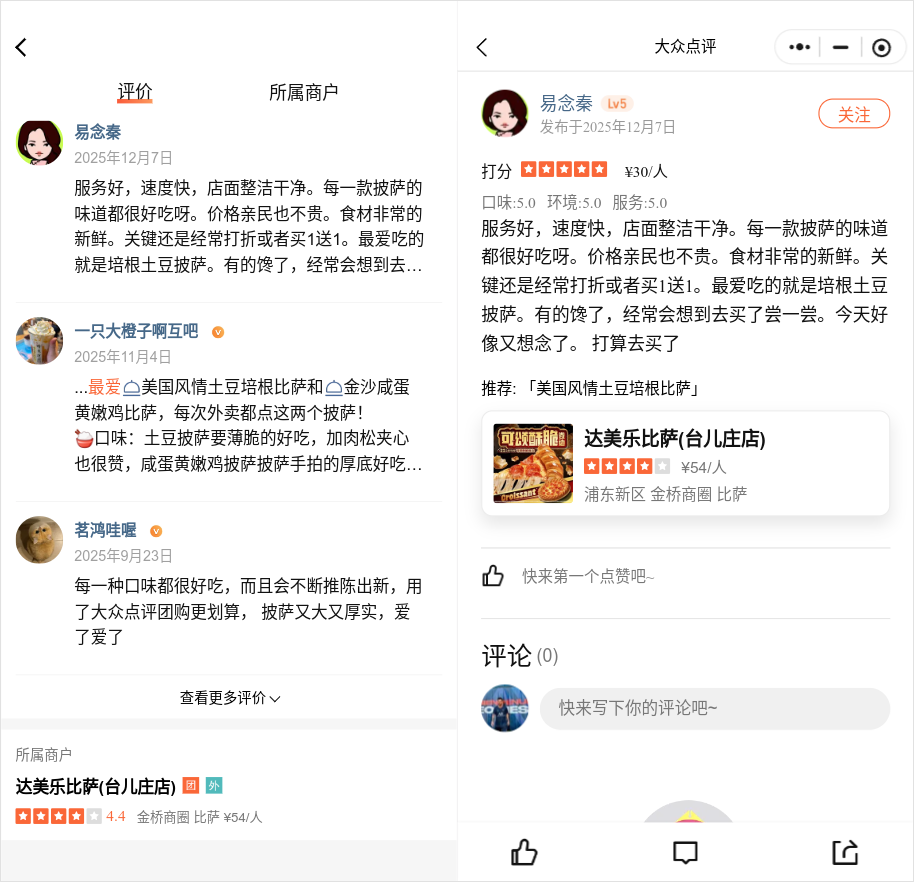 评价
所属商户
易念秦
2025年12月7日
服务好，速度快，店面整洁干净。每一款披萨的
味道都很好吃呀。价格亲民也不贵。食材非常的
新鲜。关键还是经常打折或者买1送1。最爱吃的
就是培根土豆披萨。有的馋了，经常会想到去…
一只大橙子啊互吧
2025年11月4日
...最爱美国风情土豆培根比萨和金沙咸蛋
黄嫩鸡比萨，每次外卖都点这两个披萨！
口味：土豆披萨要薄脆的好吃，加肉松夹心
也很赞，咸蛋黄嫩鸡披萨披萨手拍的厚底好吃…
茗鸿哇喔
2025年9月23日
每一种口味都很好吃，而且会不断推陈出新，用
了大众点评团购更划算， 披萨又大又厚实，爱
了爱了
查看更多评价
所属商户
达美乐比萨(台儿庄店) 团 外
4.4 金桥商圈 比萨 ¥54/人
大众点评
易念秦 Lv5
发布于2025年12月7日
关注
打分 ¥30/人
口味:5.0 环境:5.0 服务:5.0
服务好，速度快，店面整洁干净。每一款披萨的味道
都很好吃呀。价格亲民也不贵。食材非常的新鲜。关
键还是经常打折或者买1送1。最爱吃的就是培根土豆
披萨。有的馋了，经常会想到去买了尝一尝。今天好
像又想念了。 打算去买了
推荐: 「美国风情土豆培根比萨」
可颂酥脆
Croissant
达美乐比萨(台儿庄店)
¥54/人
浦东新区 金桥商圈 比萨
快来第一个点赞吧~
评论 (0)
快来写下你的评论吧~